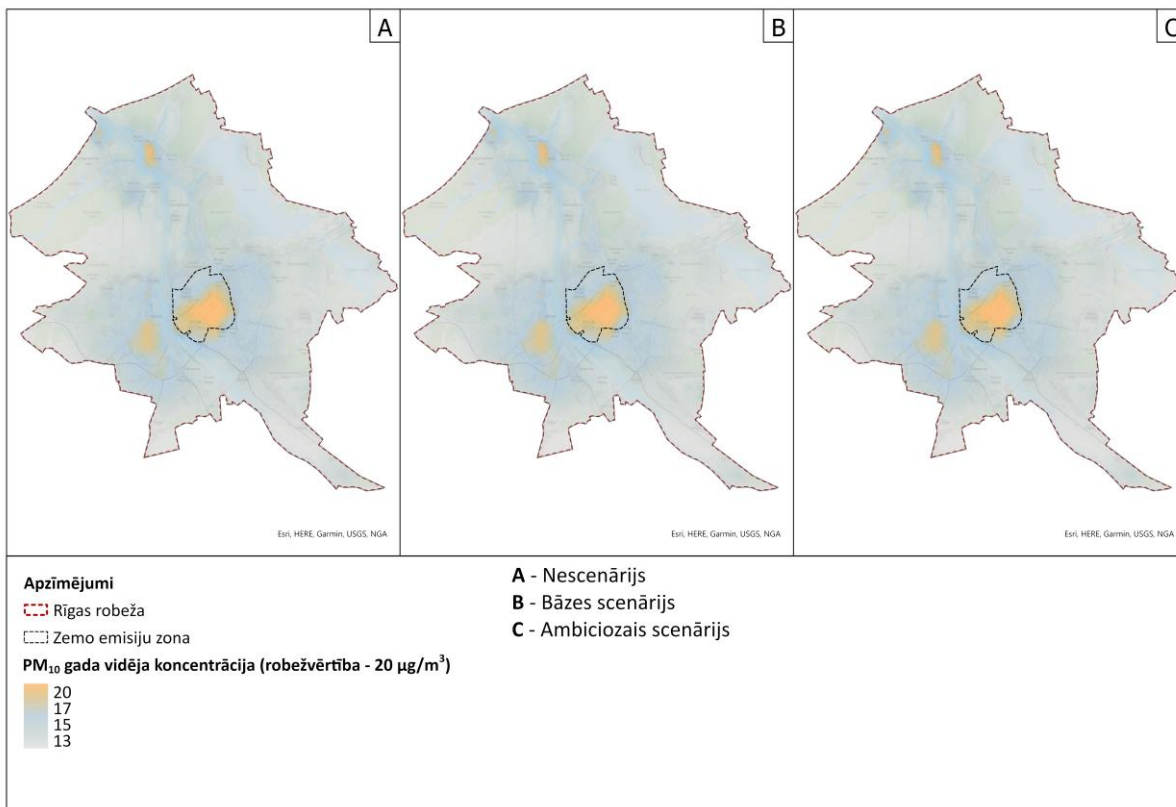 A
B
C
Esri, HERE, Garmin, USGS, NGA
Esri, HERE, Garmin, USGS, NGA
Esri, HERE, Garmin, USGS, NGA
Apzīmējumi
Rīgas robeža
Zemo emisiju zona
PM₁₀ gada vidēja koncentrācija (robežvērtība - 20 µg/m³)
20
17
15
13
A - Nescenārijs
B - Bāzes scenārijs
C - Ambiciozais scenārijs